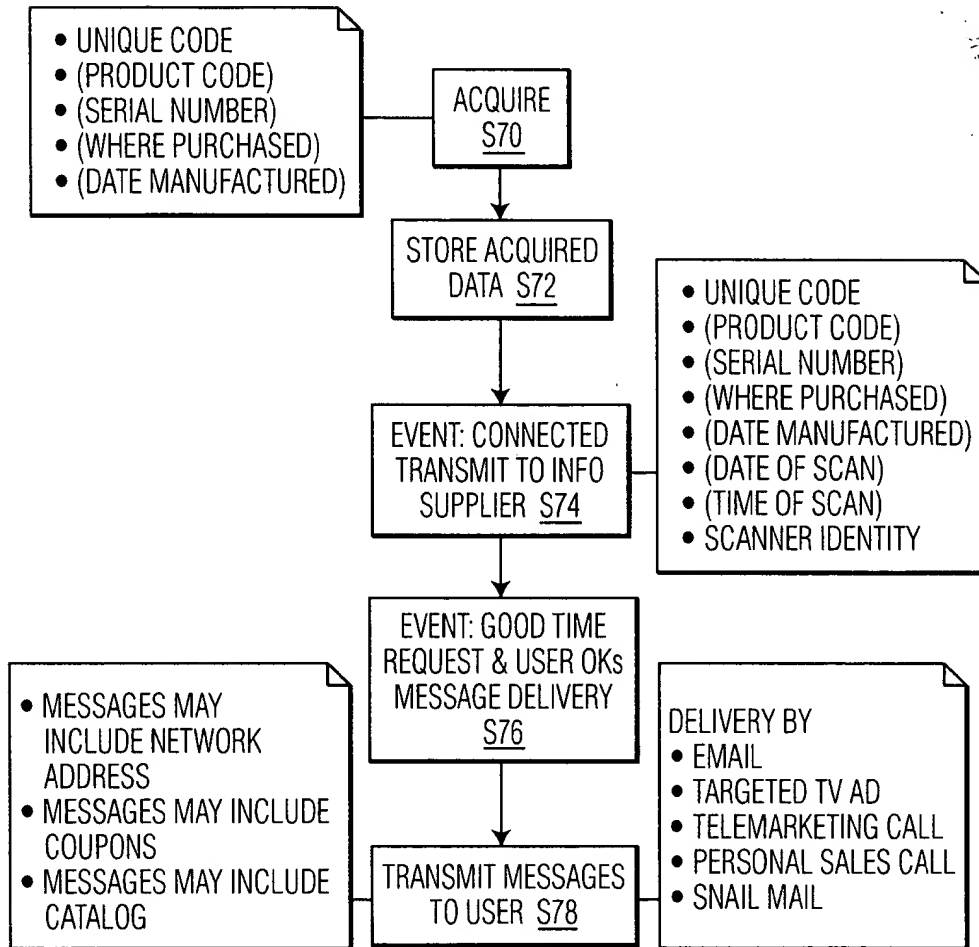 • UNIQUE CODE
• (PRODUCT CODE)
• (SERIAL NUMBER)
• (WHERE PURCHASED)
• (DATE MANUFACTURED)
ACQUIRE
S70
STORE ACQUIRED
DATA S72
• UNIQUE CODE
• (PRODUCT CODE)
• (SERIAL NUMBER)
• (WHERE PURCHASED)
• (DATE MANUFACTURED)
• (DATE OF SCAN)
• (TIME OF SCAN)
• SCANNER IDENTITY
EVENT: CONNECTED
TRANSMIT TO INFO
SUPPLIER S74
EVENT: GOOD TIME
REQUEST & USER OKs
MESSAGE DELIVERY
S76
• MESSAGES MAY
INCLUDE NETWORK
ADDRESS
• MESSAGES MAY INCLUDE
COUPONS
• MESSAGES MAY INCLUDE
CATALOG
TRANSMIT MESSAGES
TO USER S78
DELIVERY BY
• EMAIL
• TARGETED TV AD
• TELEMARKETING CALL
• PERSONAL SALES CALL
• SNAIL MAIL